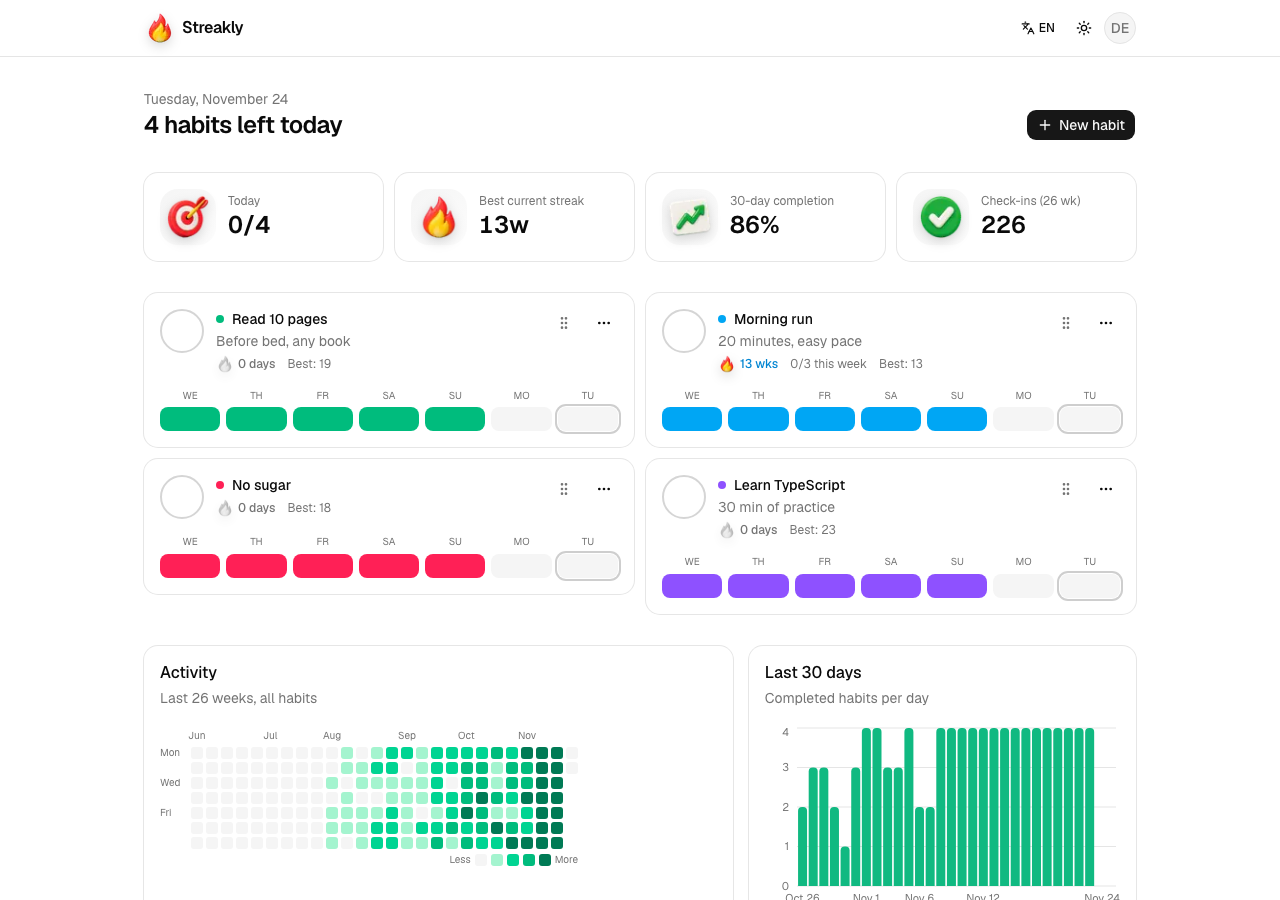 Streakly
EN
DE
Tuesday, November 24
4 habits left today
New habit
Today
0/4
Best current streak
13w
30-day completion
86%
Check-ins (26 wk)
226
Read 10 pages
Before bed, any book
0 days Best: 19
WE TH FR SA SU MO TU
Morning run
20 minutes, easy pace
13 wks 0/3 this week Best: 13
WE TH FR SA SU MO TU
No sugar
0 days Best: 18
WE TH FR SA SU MO TU
Learn TypeScript
30 min of practice
0 days Best: 23
WE TH FR SA SU MO TU
Activity
Last 26 weeks, all habits
Jun Jul Aug Sep Oct Nov
Mon
Wed
Fri
Less More
Last 30 days
Completed habits per day
4
3
2
1
0
Oct 26 Nov 1 Nov 6 Nov 12 Nov 24